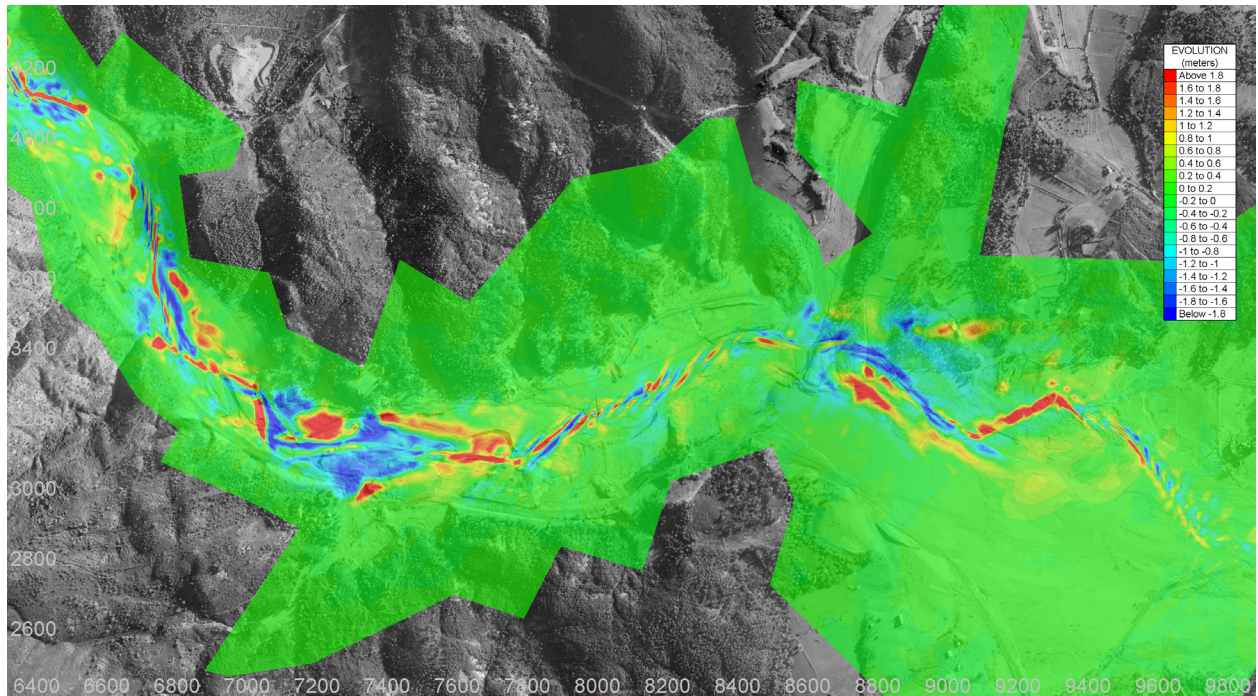 EVOLUTION
(meters)
Above 1.8
1.6 to 1.8
1.4 to 1.6
1.2 to 1.4
1 to 1.2
0.8 to 1
0.6 to 0.8
0.4 to 0.6
0.2 to 0.4
0 to 0.2
-0.2 to 0
-0.4 to -0.2
-0.6 to -0.4
-0.8 to -0.6
-1 to -0.8
-1.2 to -1
-1.4 to -1.2
-1.6 to -1.4
-1.8 to -1.6
Below -1.8
4200
4000
3400
3000
2800
2600
6400 6600 6800 7000 7200 7400 7600 7800 8000 8200 8400 8600 8800 9000 9200 9400 9600 9800